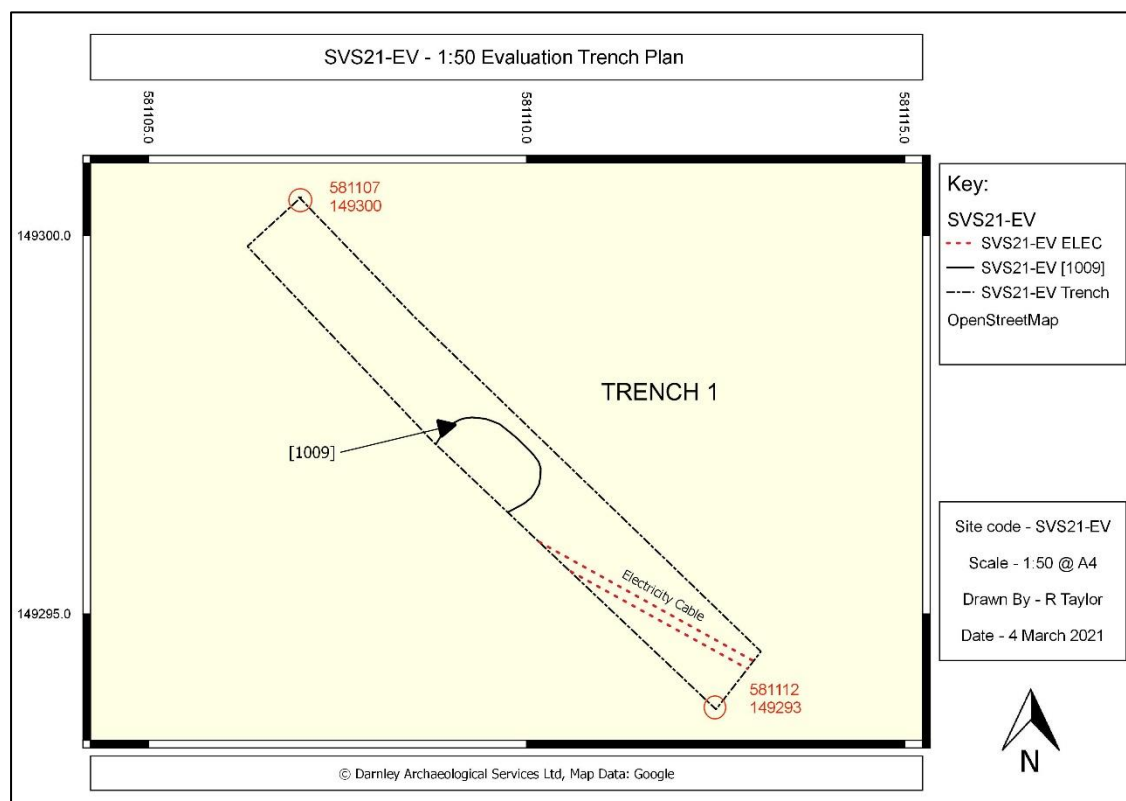 SVS21-EV - 1:50 Evaluation Trench Plan
581105.0
581110.0
581115.0
149300.0
149295.0
581107
149300
TRENCH 1
[1009]
Electricity Cable
581112
149293
Key:
SVS21-EV
SVS21-EV ELEC
SVS21-EV [1009]
SVS21-EV Trench
OpenStreetMap
Site code - SVS21-EV
Scale - 1:50 @ A4
Drawn By - R Taylor
Date - 4 March 2021
N
© Darnley Archaeological Services Ltd, Map Data: Google